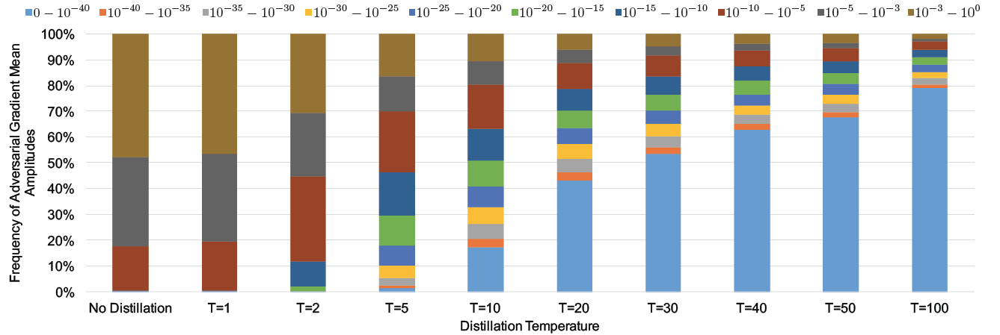 0 − 10⁻⁴⁰ 10⁻⁴⁰ − 10⁻³⁵ 10⁻³⁵ − 10⁻³⁰ 10⁻³⁰ − 10⁻²⁵ 10⁻²⁵ − 10⁻²⁰ 10⁻²⁰ − 10⁻¹⁵ 10⁻¹⁵ − 10⁻¹⁰ 10⁻¹⁰ − 10⁻⁵ 10⁻⁵ − 10⁻³ 10⁻³ − 10⁰
Frequency of Adversarial Gradient Mean
Amplitudes
100%
90%
80%
70%
60%
50%
40%
30%
20%
10%
0%
No Distillation T=1 T=2 T=5 T=10 T=20 T=30 T=40 T=50 T=100
Distillation Temperature